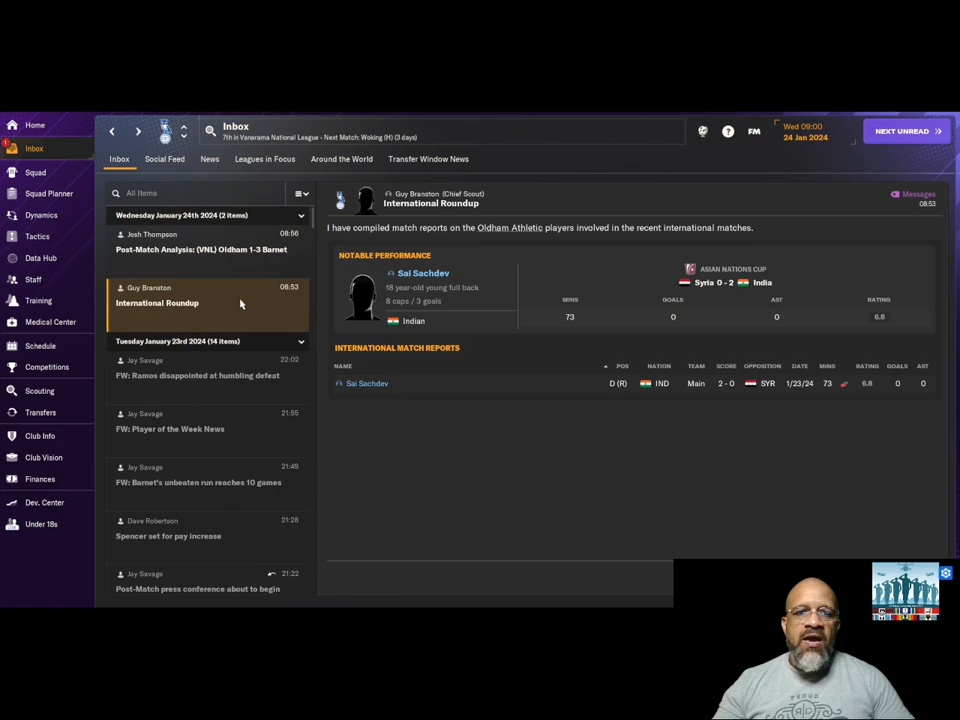 Home
Inbox
Squad
Squad Planner
Dynamics
Tactics
Data Hub
Staff
Training
Medical Center
Schedule
Competitions
Scouting
Transfers
Club Info
Club Vision
Finances
Dev. Center
Under 18s
Inbox
7th in Vanarama National League - Next Match: Woking (H) (3 days)
FM
Wed 09:00
24 Jan 2024
NEXT UNREAD
Inbox Social Feed News Leagues in Focus Around the World Transfer Window News
All Items
Wednesday January 24th 2024 (2 items)
Josh Thompson 08:56
Post-Match Analysis: (VNL) Oldham 1-3 Barnet
Guy Branston 08:53
International Roundup
Tuesday January 23rd 2024 (14 items)
Jay Savage 22:02
FW: Ramos disappointed at humbling defeat
Jay Savage 21:55
FW: Player of the Week News
Jay Savage 21:49
FW: Barnet's unbeaten run reaches 10 games
Dave Robertson 21:28
Spencer set for pay increase
Jay Savage 21:22
Post-Match press conference about to begin
Guy Branston (Chief Scout)
International Roundup
Messages
08:53
I have compiled match reports on the Oldham Athletic players involved in the recent international matches.
NOTABLE PERFORMANCE
Sai Sachdev
18 year-old young full back
8 caps / 3 goals
Indian
ASIAN NATIONS CUP
Syria 0 - 2 India
MINS GOALS AST RATING
73 0 0 6.8
INTERNATIONAL MATCH REPORTS
NAME POS NATION TEAM SCORE OPPOSITION DATE MINS RATING GOALS AST
Sai Sachdev D (R) IND Main 2 - 0 SYR 1/23/24 73 6.8 0 0
PROUD